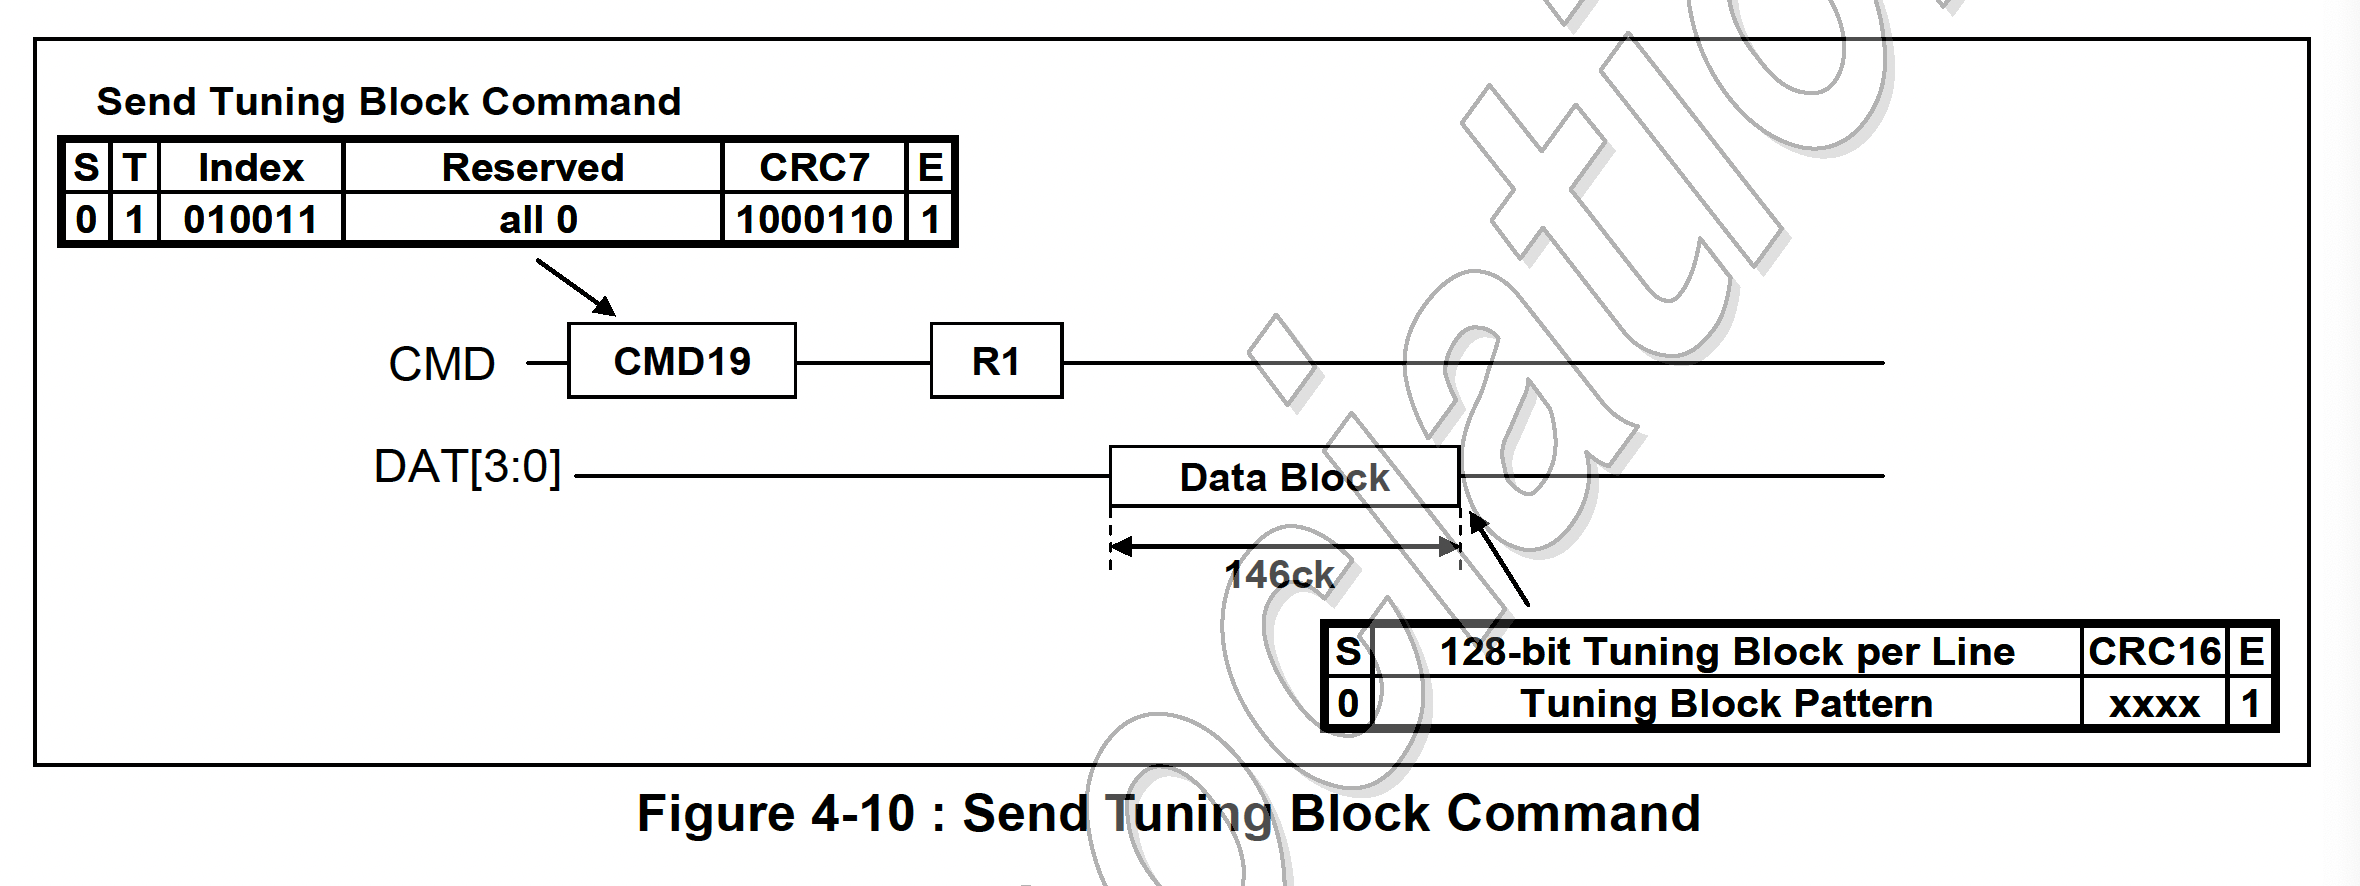 Send Tuning Block Command
S T Index Reserved CRC7 E
0 1 010011 all 0 1000110 1
CMD CMD19 R1
DAT[3:0] Data Block
146ck
S 128-bit Tuning Block per Line CRC16 E
0 Tuning Block Pattern xxxx 1
Figure 4-10 : Send Tuning Block Command